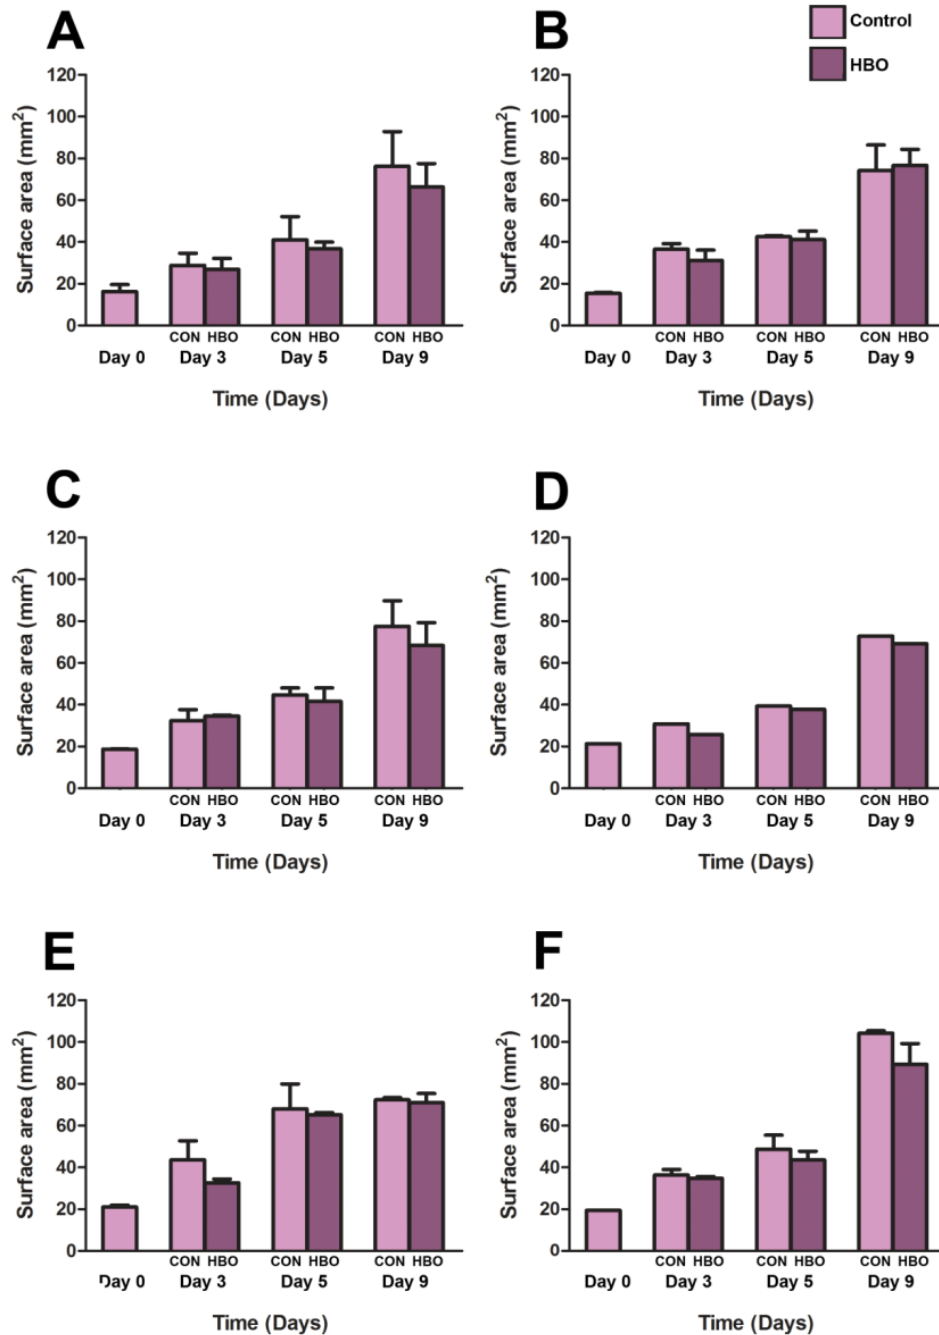 A
B
Control
HBO
Surface area (mm²)
120
100
80
60
40
20
0
CON HBO CON HBO CON HBO
Day 0 Day 3 Day 5 Day 9
Time (Days)
Surface area (mm²)
120
100
80
60
40
20
0
CON HBO CON HBO CON HBO
Day 0 Day 3 Day 5 Day 9
Time (Days)
C
Surface area (mm²)
120
100
80
60
40
20
0
CON HBO CON HBO CON HBO
Day 0 Day 3 Day 5 Day 9
Time (Days)
D
Surface area (mm²)
120
100
80
60
40
20
0
CON HBO CON HBO CON HBO
Day 0 Day 3 Day 5 Day 9
Time (Days)
E
Surface area (mm²)
120
100
80
60
40
20
0
CON HBO CON HBO CON HBO
Day 0 Day 3 Day 5 Day 9
Time (Days)
F
Surface area (mm²)
120
100
80
60
40
20
0
CON HBO CON HBO CON HBO
Day 0 Day 3 Day 5 Day 9
Time (Days)